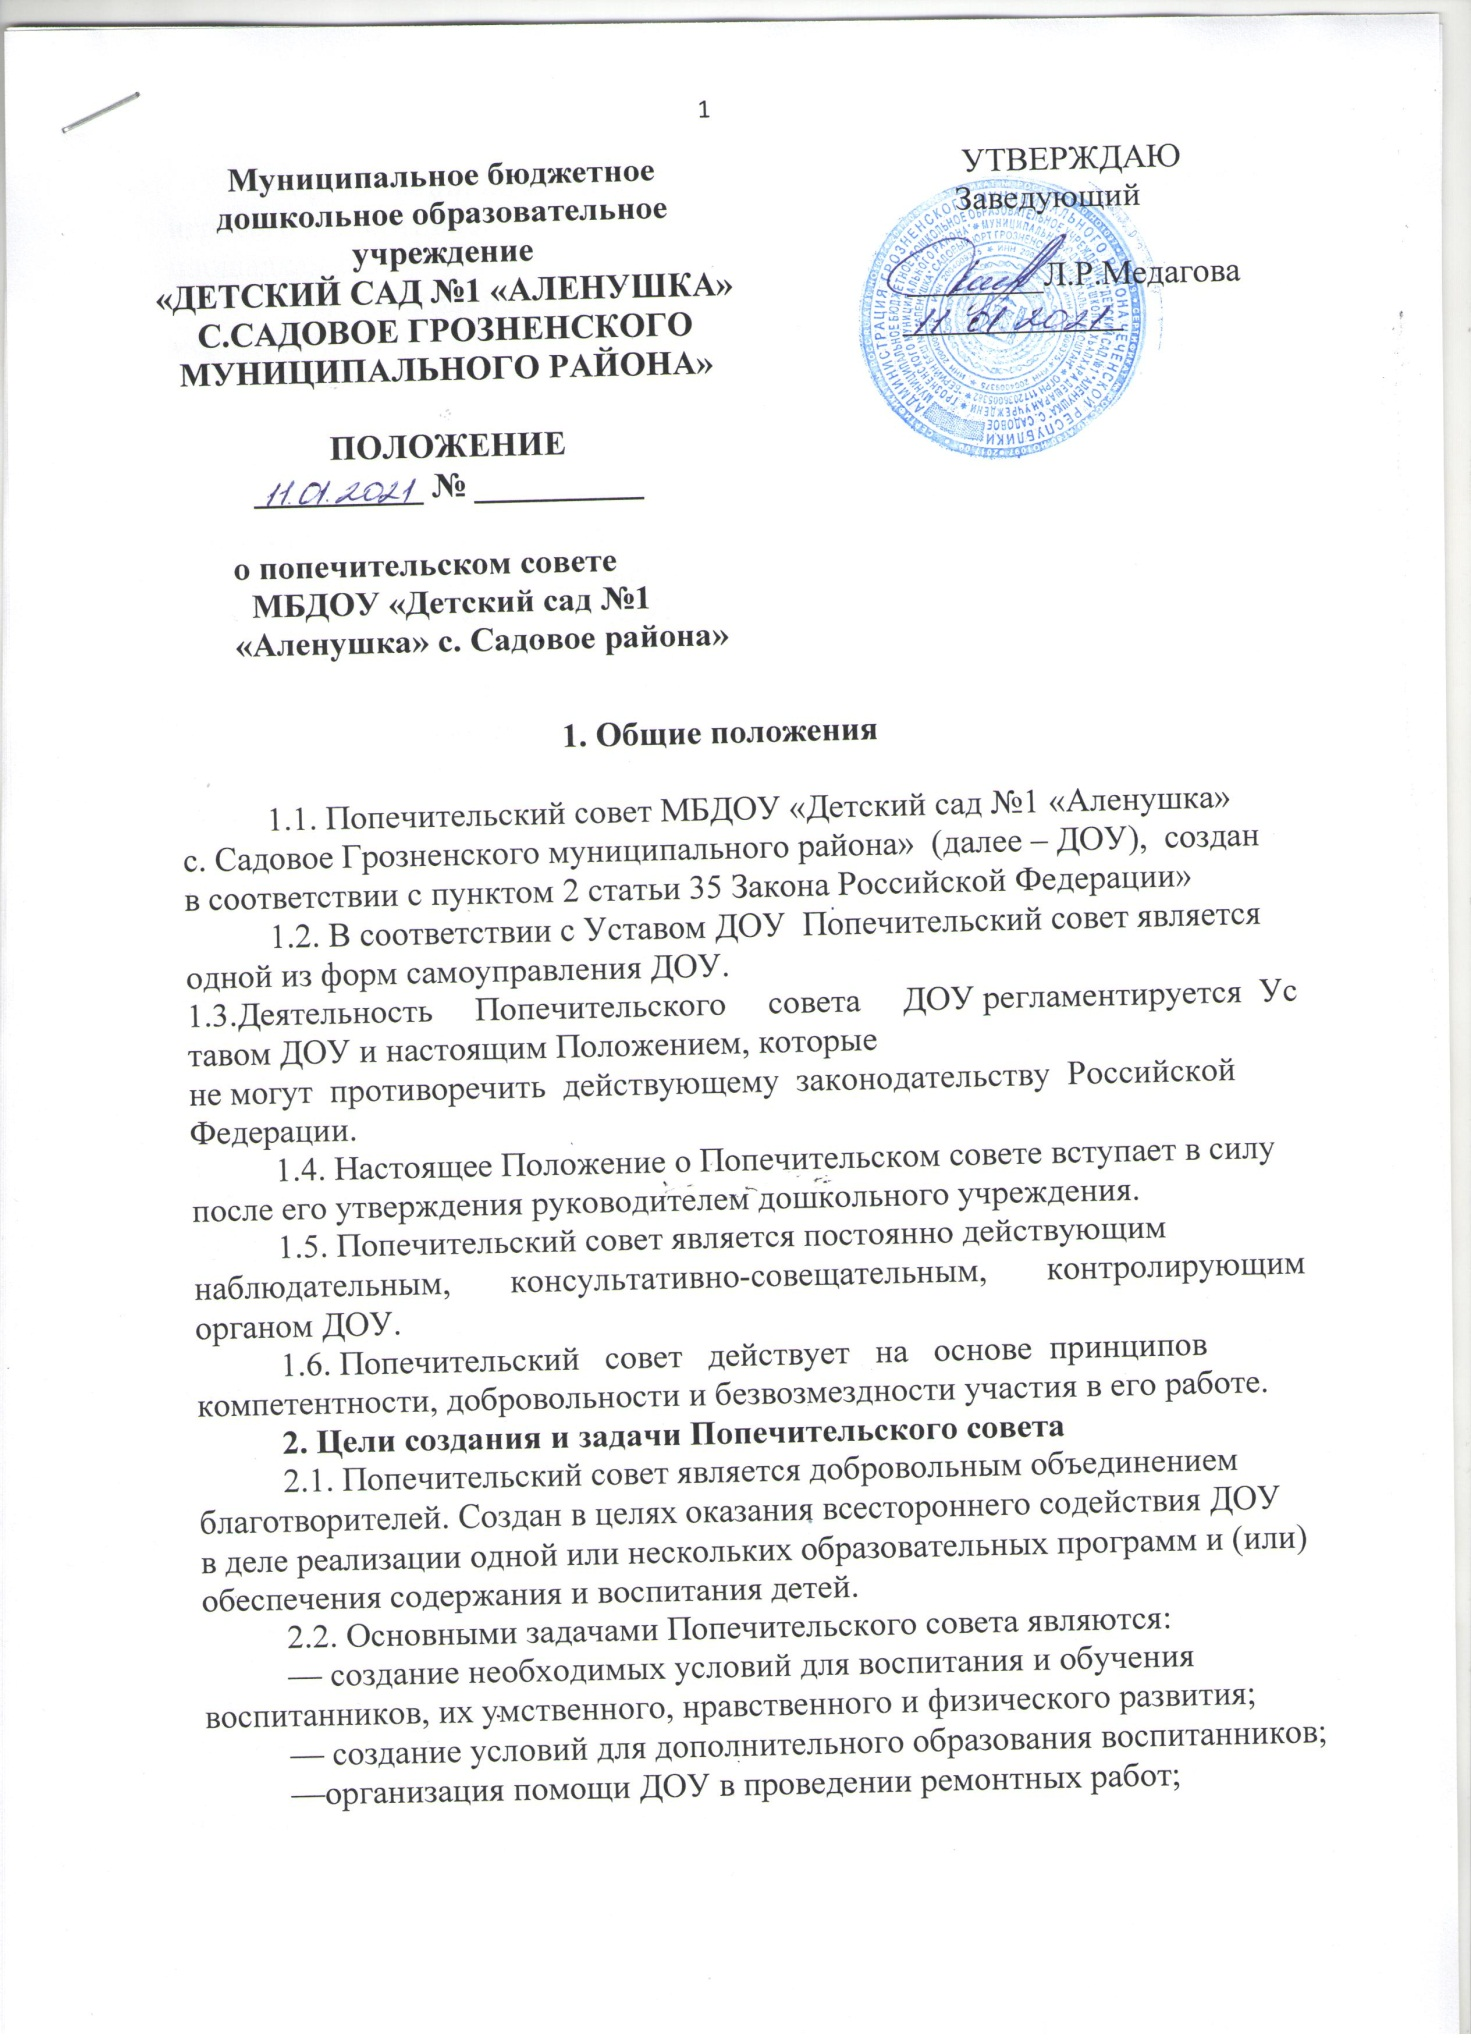 1
Муниципальное бюджетное
дошкольное образовательное
учреждение
«ДЕТСКИЙ САД №1 «АЛЕНУШКА»
С.САДОВОЕ ГРОЗНЕНСКОГО
МУНИЦИПАЛЬНОГО РАЙОНА»
УТВЕРЖДАЮ
Заведующий
Л.Р.Медагова
11 01 2021
ПОЛОЖЕНИЕ
11.01.2021 № __________
о попечительском совете
МБДОУ «Детский сад №1
«Аленушка» с. Садовое района»
1. Общие положения
1.1. Попечительский совет МБДОУ «Детский сад №1 «Аленушка»
с. Садовое Грозненского муниципального района» (далее – ДОУ), создан
в соответствии с пунктом 2 статьи 35 Закона Российской Федерации»
1.2. В соответствии с Уставом ДОУ Попечительский совет является
одной из форм самоуправления ДОУ.
1.3.Деятельность Попечительского совета ДОУ регламентируется Ус
тавом ДОУ и настоящим Положением, которые
не могут противоречить действующему законодательству Российской
Федерации.
1.4. Настоящее Положение о Попечительском совете вступает в силу
после его утверждения руководителем дошкольного учреждения.
1.5. Попечительский совет является постоянно действующим
наблюдательным, консультативно-совещательным, контролирующим
органом ДОУ.
1.6. Попечительский совет действует на основе принципов
компетентности, добровольности и безвозмездности участия в его работе.
2. Цели создания и задачи Попечительского совета
2.1. Попечительский совет является добровольным объединением
благотворителей. Создан в целях оказания всестороннего содействия ДОУ
в деле реализации одной или нескольких образовательных программ и (или)
обеспечения содержания и воспитания детей.
2.2. Основными задачами Попечительского совета являются:
— создание необходимых условий для воспитания и обучения
воспитанников, их умственного, нравственного и физического развития;
— создание условий для дополнительного образования воспитанников;
—организация помощи ДОУ в проведении ремонтных работ;